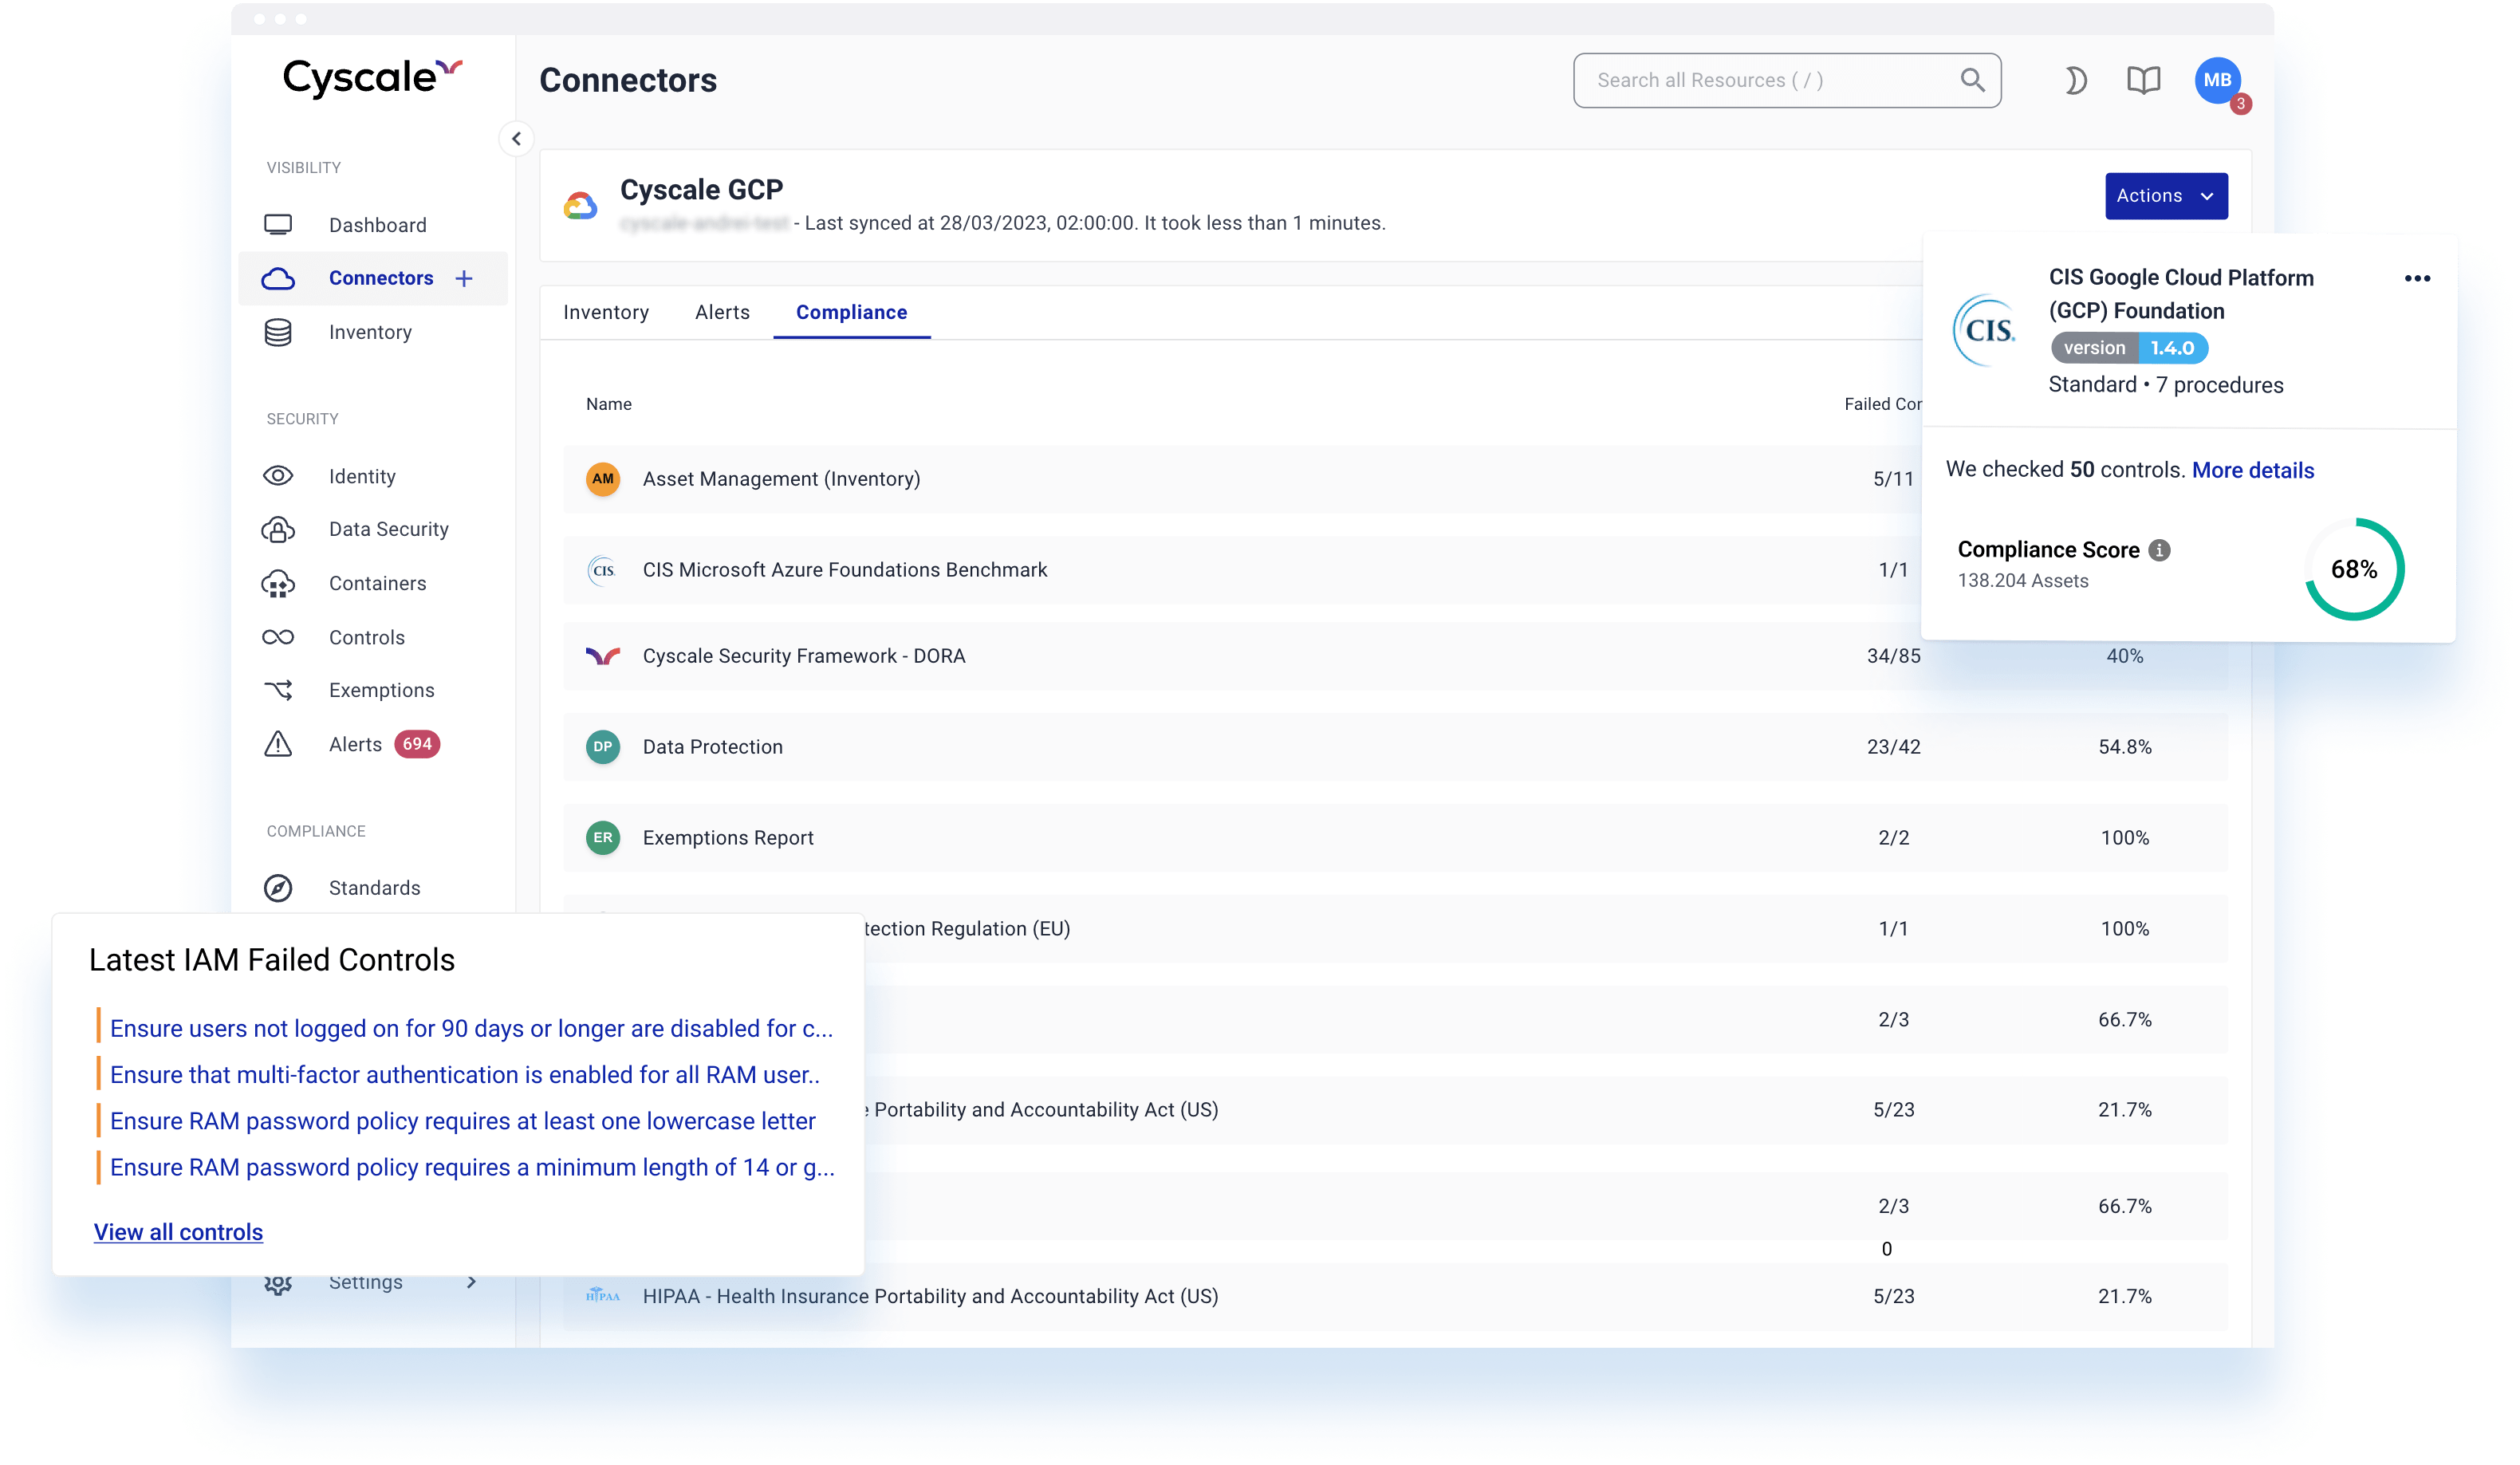 Cyscale
Connectors
Search all Resources ( / )
MB
3
VISIBILITY
Dashboard
Connectors +
Inventory
SECURITY
Identity
Data Security
Containers
Controls
Exemptions
Alerts 694
COMPLIANCE
Standards
Settings
Cyscale GCP
- Last synced at 28/03/2023, 02:00:00. It took less than 1 minutes.
Actions
Inventory Alerts Compliance
Name Failed
AM Asset Management (Inventory) 5/11
CIS. CIS Microsoft Azure Foundations Benchmark 1/1
Cyscale Security Framework - DORA 34/85 40%
DP Data Protection 23/42 54.8%
ER Exemptions Report 2/2 100%
tection Regulation (EU) 1/1 100%
2/3 66.7%
Portability and Accountability Act (US) 5/23 21.7%
2/3 66.7%
0
HIPAA HIPAA - Health Insurance Portability and Accountability Act (US) 5/23 21.7%
CIS Google Cloud Platform
(GCP) Foundation
CIS.
version 1.4.0
Standard • 7 procedures
We checked 50 controls. More details
Compliance Score i
138.204 Assets
68%
Latest IAM Failed Controls
Ensure users not logged on for 90 days or longer are disabled for c...
Ensure that multi-factor authentication is enabled for all RAM user..
Ensure RAM password policy requires at least one lowercase letter
Ensure RAM password policy requires a minimum length of 14 or g...
View all controls